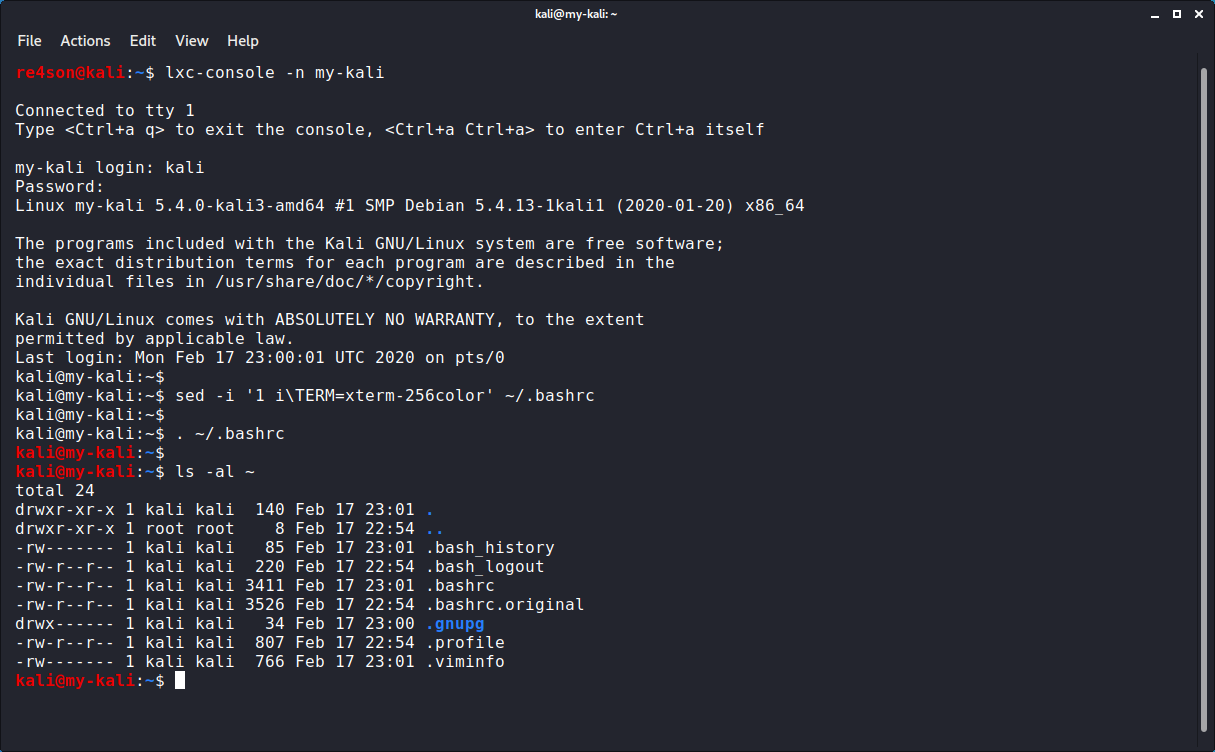 kali@my-kali: ~
File Actions Edit View Help
re4son@kali:~$ lxc-console -n my-kali
Connected to tty 1
Type <Ctrl+a q> to exit the console, <Ctrl+a Ctrl+a> to enter Ctrl+a itself
my-kali login: kali
Password:
Linux my-kali 5.4.0-kali3-amd64 #1 SMP Debian 5.4.13-1kali1 (2020-01-20) x86_64
The programs included with the Kali GNU/Linux system are free software;
the exact distribution terms for each program are described in the
individual files in /usr/share/doc/*/copyright.
Kali GNU/Linux comes with ABSOLUTELY NO WARRANTY, to the extent
permitted by applicable law.
Last login: Mon Feb 17 23:00:01 UTC 2020 on pts/0
kali@my-kali:~$
kali@my-kali:~$ sed -i '1 i\TERM=xterm-256color' ~/.bashrc
kali@my-kali:~$
kali@my-kali:~$ . ~/.bashrc
kali@my-kali:~$
kali@my-kali:~$ ls -al ~
total 24
drwxr-xr-x 1 kali kali  140 Feb 17 23:01 .
drwxr-xr-x 1 root root    8 Feb 17 22:54 ..
-rw------- 1 kali kali   85 Feb 17 23:01 .bash_history
-rw-r--r-- 1 kali kali  220 Feb 17 22:54 .bash_logout
-rw-r--r-- 1 kali kali 3411 Feb 17 23:01 .bashrc
-rw-r--r-- 1 kali kali 3526 Feb 17 22:54 .bashrc.original
drwx------ 1 kali kali   34 Feb 17 23:00 .gnupg
-rw-r--r-- 1 kali kali  807 Feb 17 22:54 .profile
-rw------- 1 kali kali  766 Feb 17 23:01 .viminfo
kali@my-kali:~$